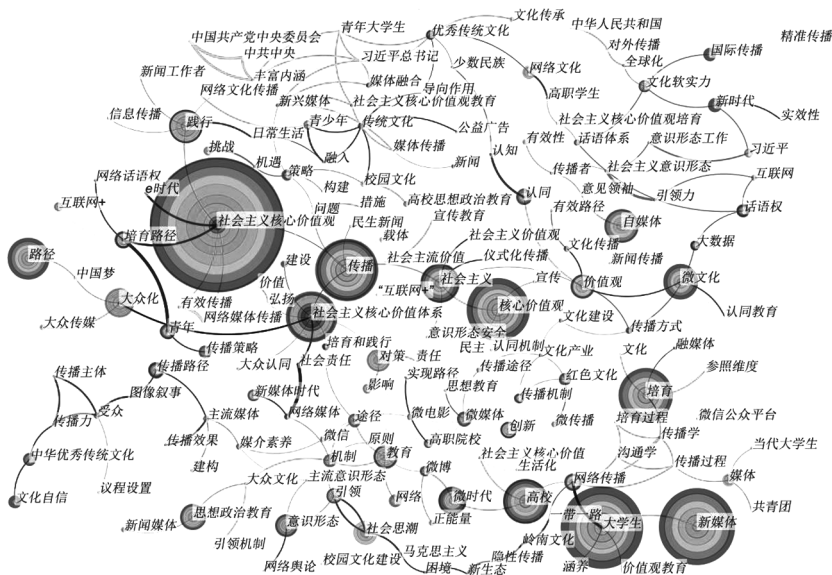 文化传承
中国共产党中央委员会
青年大学生
优秀传统文化
中华人民共和国
对外传播
国际传播
精准传播
中共中央
习近平总书记
少数民族
全球化
新闻工作者
丰富内涵
媒体融合
网络文化
文化软实力
网络文化传播
导向作用
高职学生
新兴媒体
社会主义核心价值观教育
新时代
信息传播
践行
青少年
传统文化
社会主义核心价值观培育
实效性
日常生活
公益广告
有效性
话语体系
意识形态工作
挑战
融入
媒体传播
认知
习近平
机遇
策略
新闻
传播者
社会主义意识形态
互联网
网络话语权
e时代
构建
校园文化
认同
意见领袖
引领力
互联网+
问题
措施
高校思想政治教育
有效路径
话语权
社会主义核心价值观
民生新闻
宣传教育
自媒体
培育路径
载体
社会主义价值观
文化传播
大数据
路径
建设
传播
社会主流价值
仪式化传播
新闻传播
中国梦
价值
社会主义
宣传
价值观
微文化
大众化
有效传播
弘扬
“互联网+”
核心价值观
网络媒体传播
社会主义核心价值体系
文化建设
认同教育
大众传媒
青年
意识形态安全
传播方式
传播策略
培育和践行
民主
认同机制
文化产业
文化
融媒体
大众认同
社会责任
对策
责任
传播途径
参照维度
传播主体
传播路径
影响
实现路径
思想教育
红色文化
培育
图像叙事
新媒体时代
传播机制
传播力
受众
主流媒体
网络媒体
途径
微电影
微媒体
微传播
培育过程
微信公众平台
创新
传播效果
媒介素养
微信
原则
高职院校
传播学
当代大学生
中华优秀传统文化
建构
机制
教育
微博
社会主义核心价值
生活化
沟通学
传播过程
大众文化
主流意识形态
网络传播
媒体
文化自信
议程设置
引领
网络
微时代
高校
共青团
新闻媒体
思想政治教育
意识形态
社会思潮
正能量
带一路
大学生
新媒体
引领机制
岭南文化
网络舆论
校园文化建设
马克思主义
隐性传播
困境
新生态
涵养
价值观教育